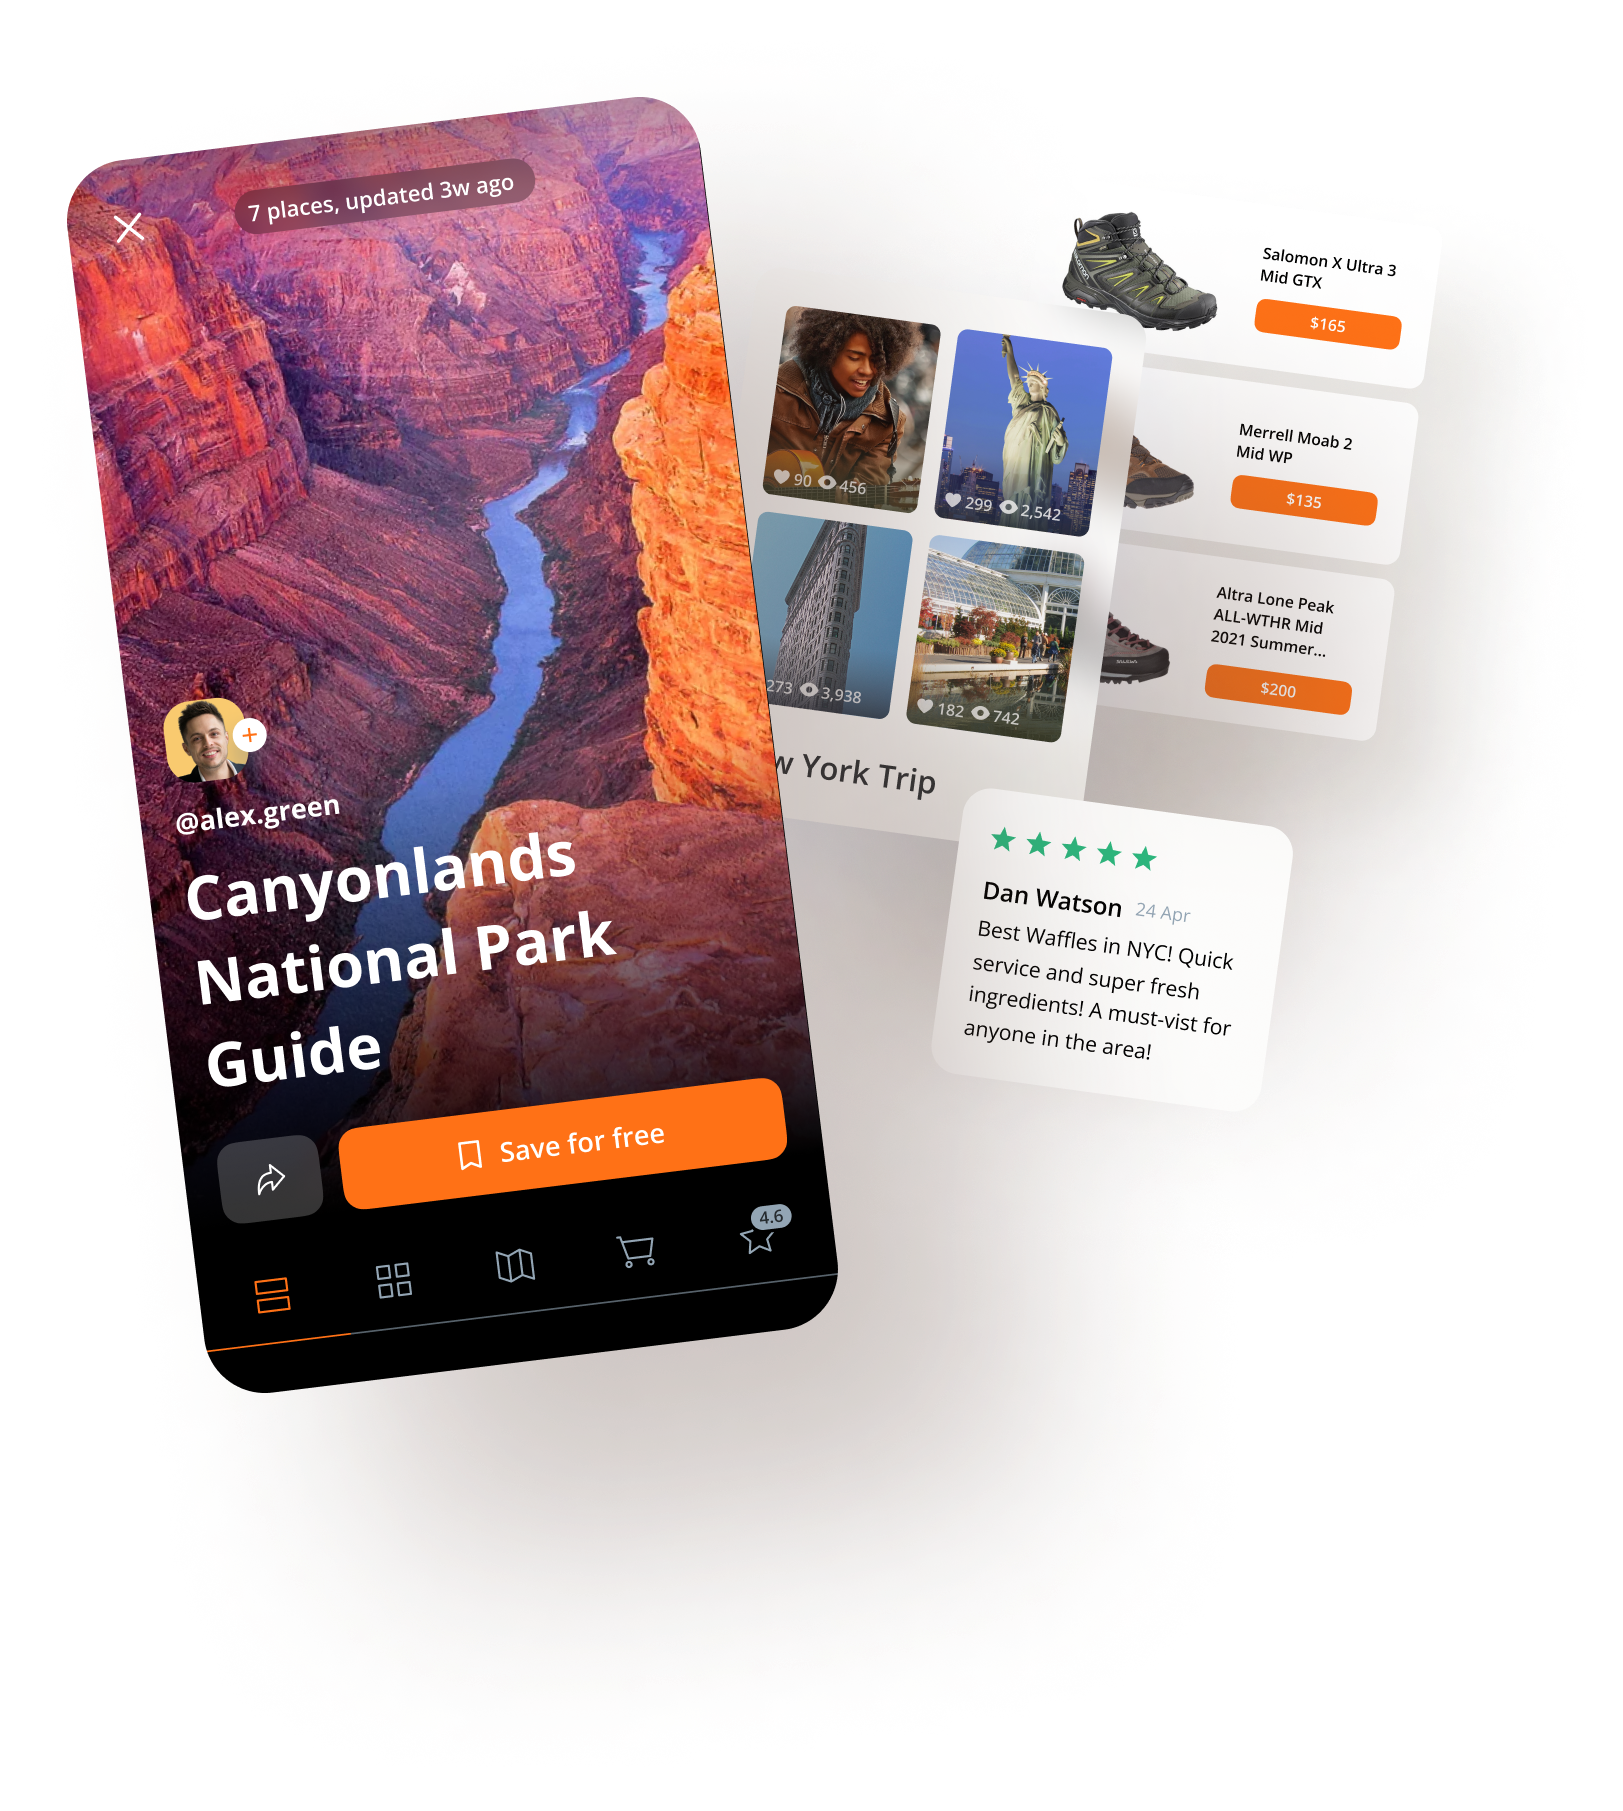 7 places, updated 3w ago
@alex.green
Canyonlands
National Park
Guide
Save for free
4.6
90 456
299 2,542
273 3,938
182 742
York Trip
Salomon X Ultra 3
Mid GTX
$165
Merrell Moab 2
Mid WP
$135
Altra Lone Peak
ALL-WTHR Mid
2021 Summer...
$200
Dan Watson 24 Apr
Best Waffles in NYC! Quick
service and super fresh
ingredients! A must-vist for
anyone in the area!